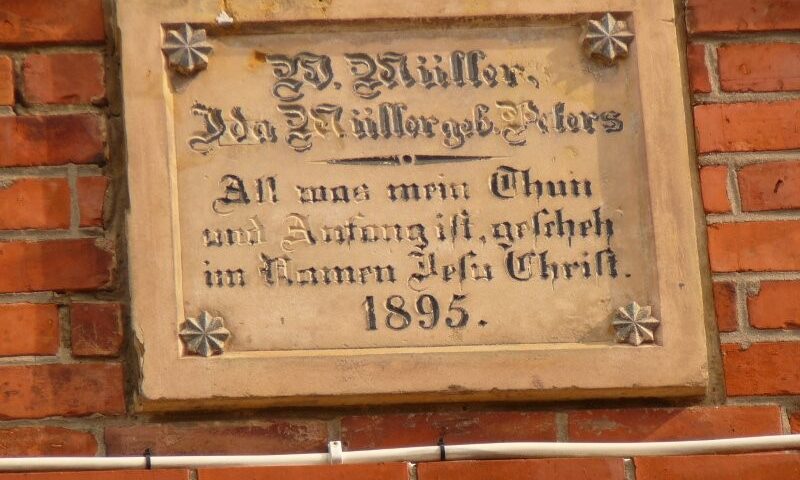 W. Müller,
Ida Müller geb. Peters
All was mein Thun
und Anfang ist, gescheh
im Namen Jesu Christ.
1895.